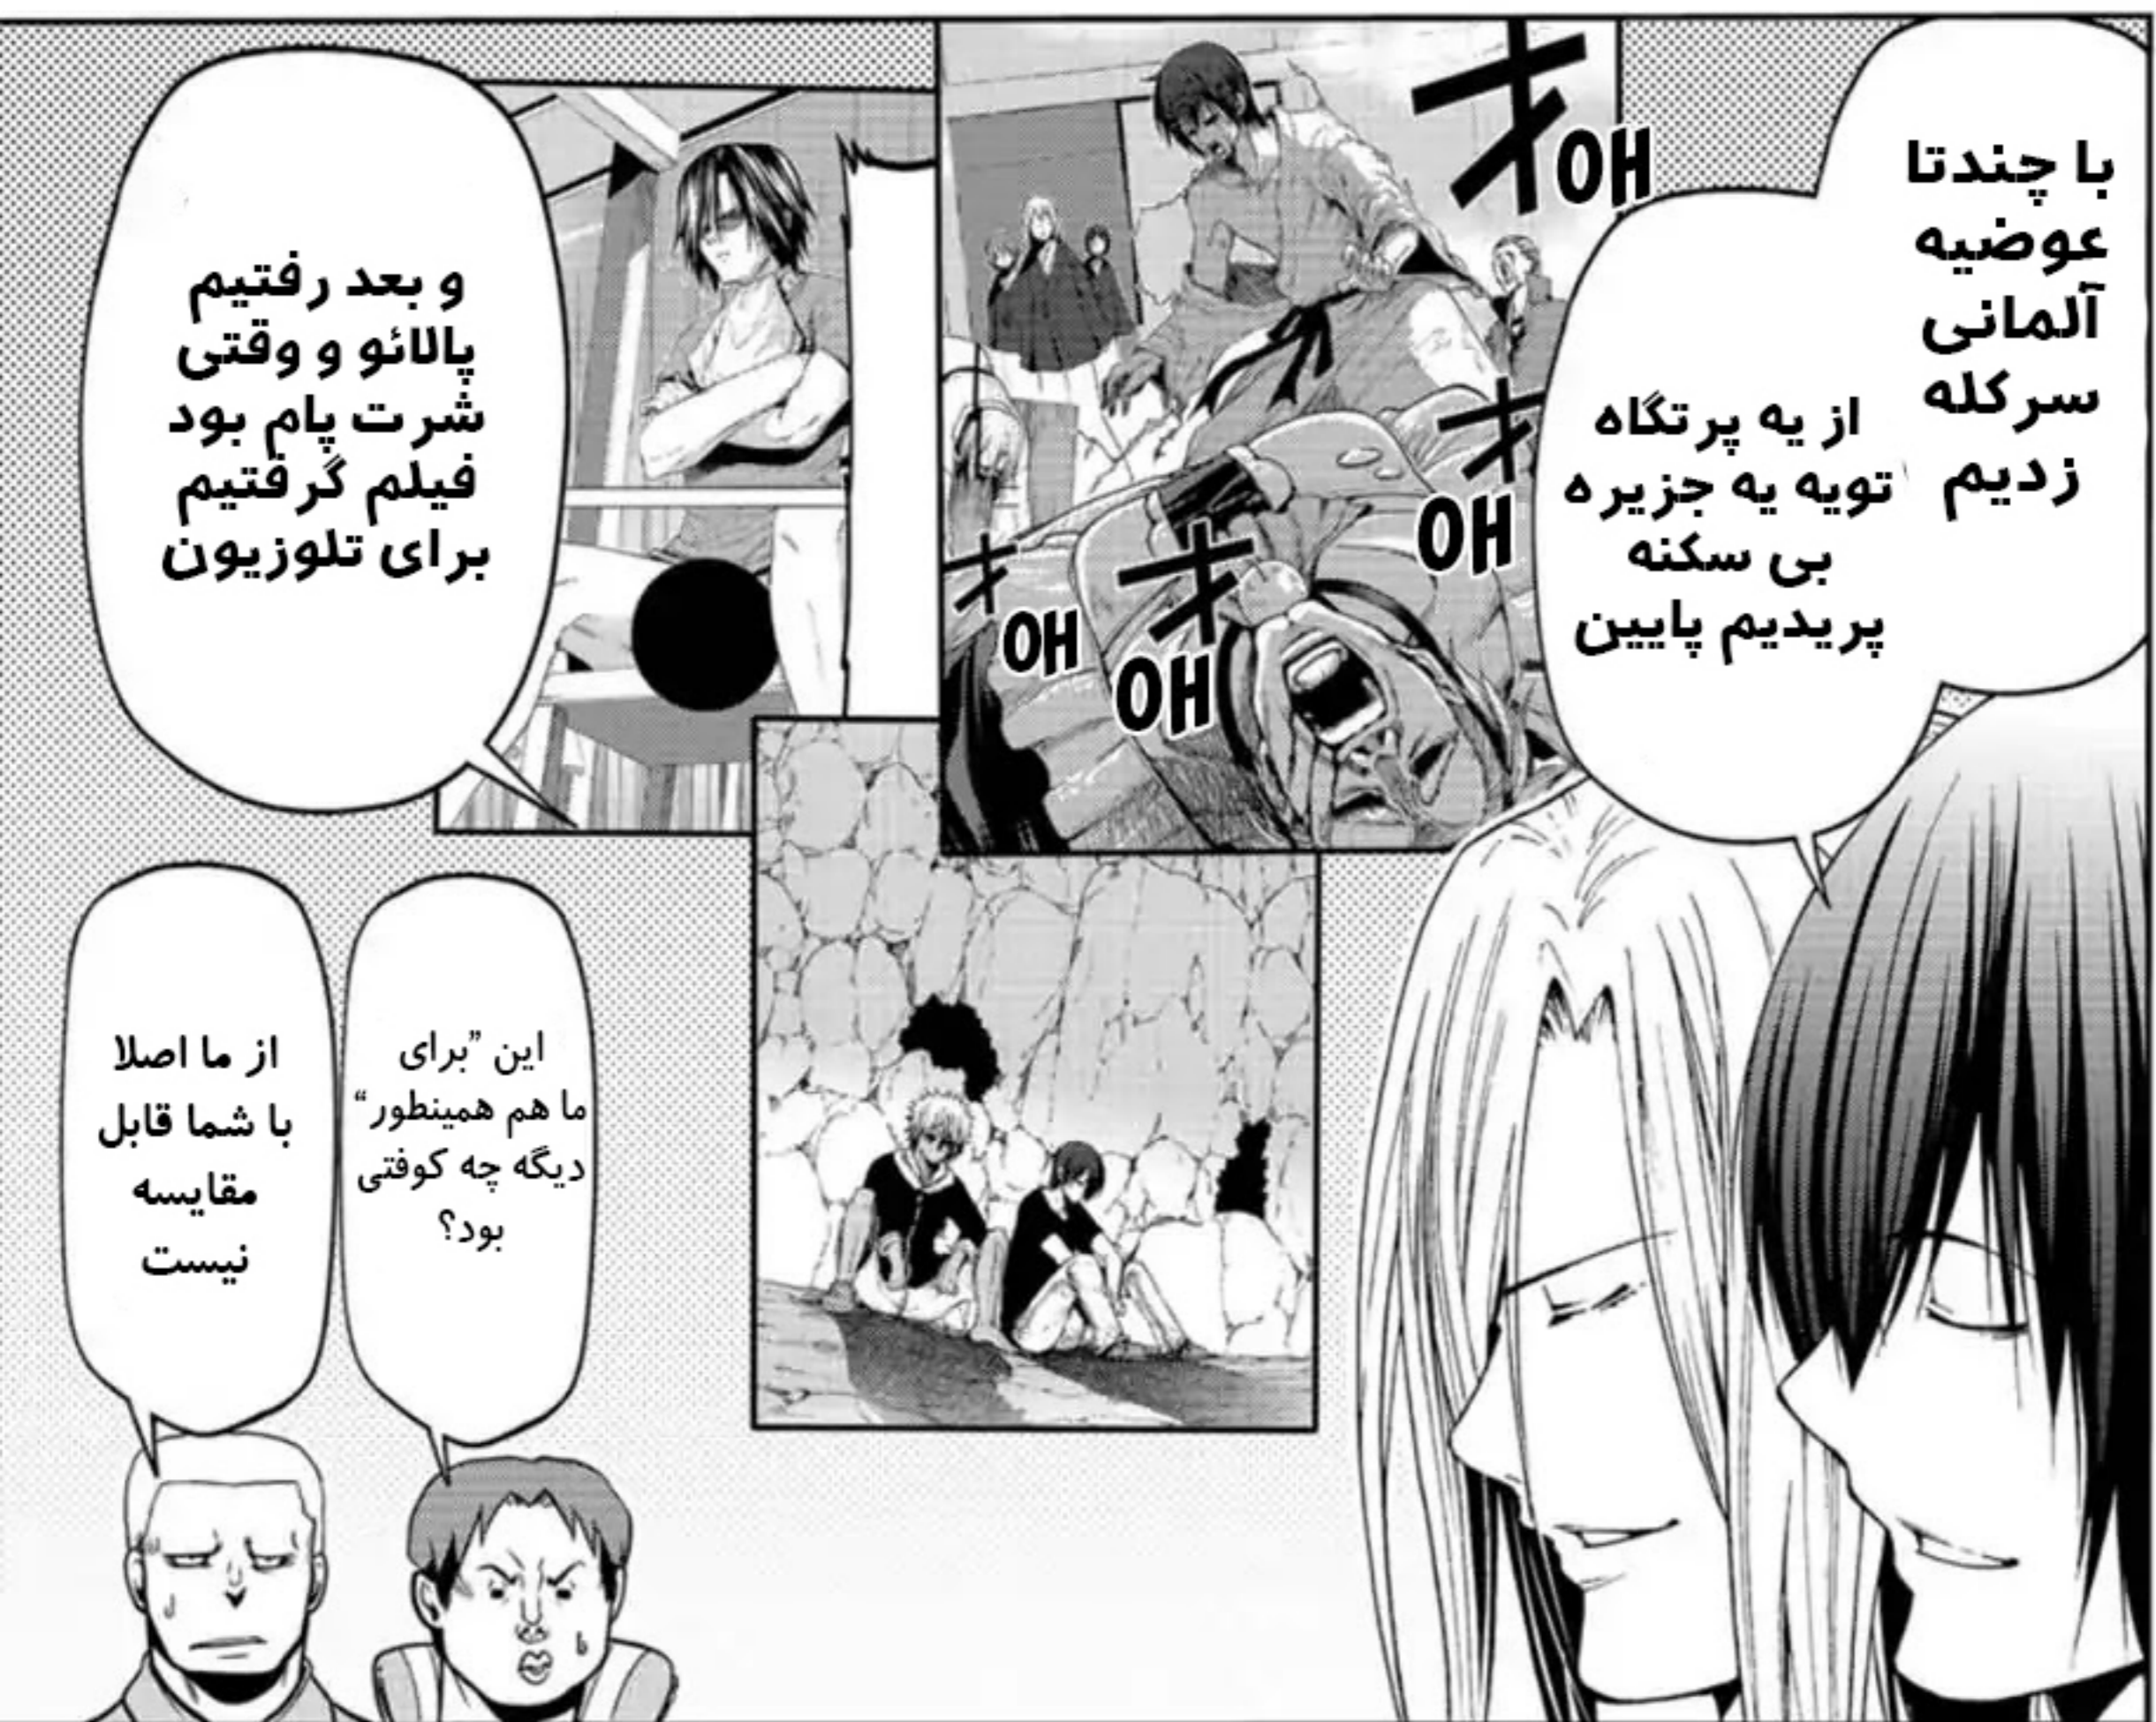 با چندتا
عوضیه
آلمانی
سرکله
زدیم
از یه پرتگاه
تویه یه جزیره
بی سکنه
پریدیم پایین
OH
OH
OH
OH
و بعد رفتیم
پالائو و وقتی
شرت پام بود
فیلم گرفتیم
برای تلوزیون
این ”برای
ما هم همینطور“
دیگه چه کوفتی
بود؟
از ما اصلا
با شما قابل
مقایسه
نیست